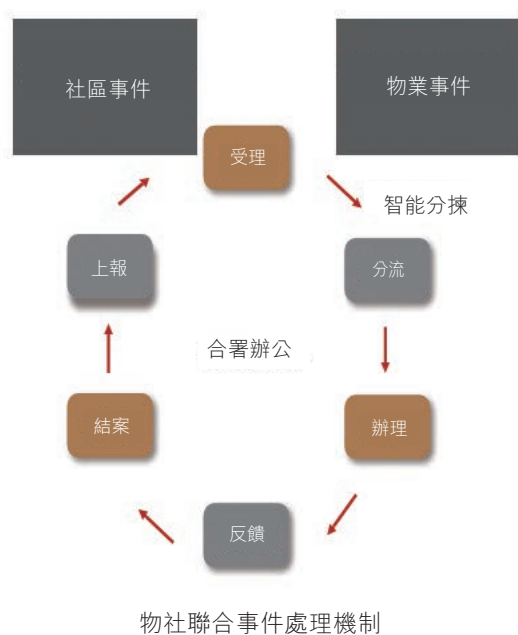 社區事件
物業事件
受理
智能分揀
上報
分流
合署辦公
結案
辦理
反饋
物社聯合事件處理機制